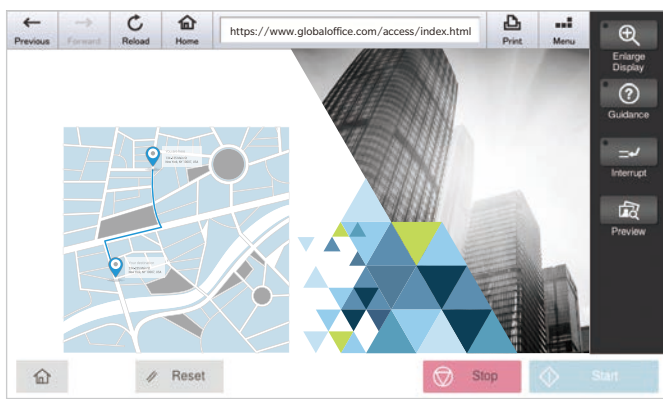 Previous
Forward
Reload
Home
https://www.globaloffice.com/access/index.html
Print
Menu
Enlarge
Display
Guidance
Interrupt
Preview
Reset
Stop
Start